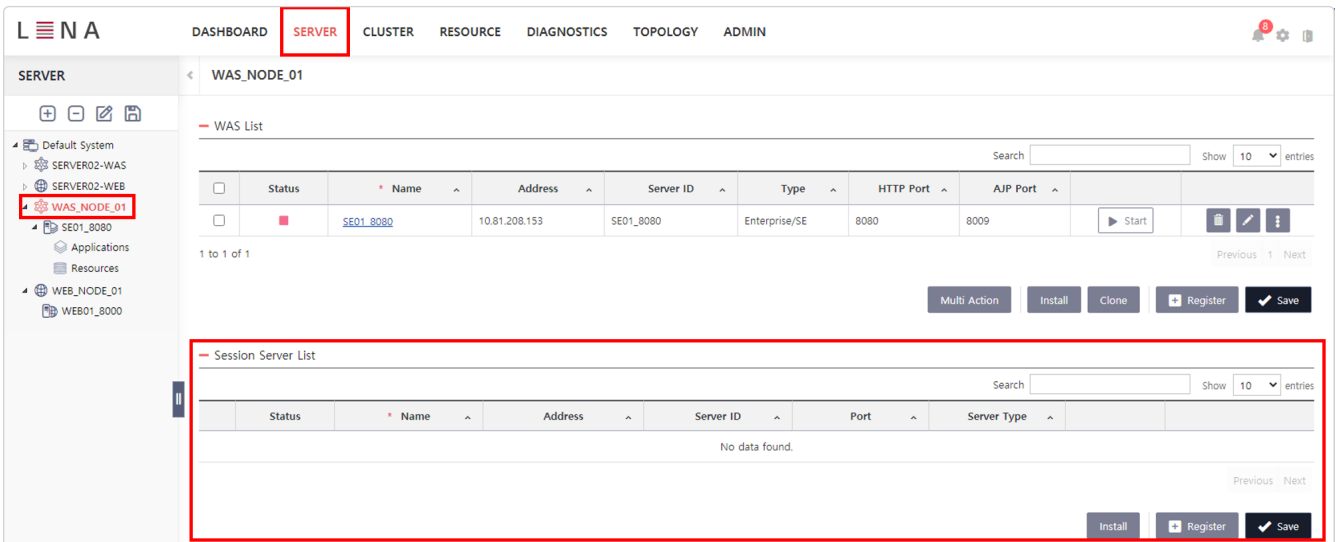 LENA DASHBOARD SERVER CLUSTER RESOURCE DIAGNOSTICS TOPOLOGY ADMIN 8
SERVER
WAS_NODE_01
Default System
SERVER02-WAS
SERVER02-WEB
WAS_NODE_01
SE01_8080
Applications
Resources
WEB_NODE_01
WEB01_8000
WAS List
Search Show 10 entries
Status * Name Address Server ID Type HTTP Port AJP Port
SE01_8080 10.81.208.153 SE01_8080 Enterprise/SE 8080 8009 Start
1 to 1 of 1 Previous 1 Next
Multi Action Install Clone Register Save
Session Server List
Search Show 10 entries
Status * Name Address Server ID Port Server Type
No data found.
Previous Next
Install Register Save